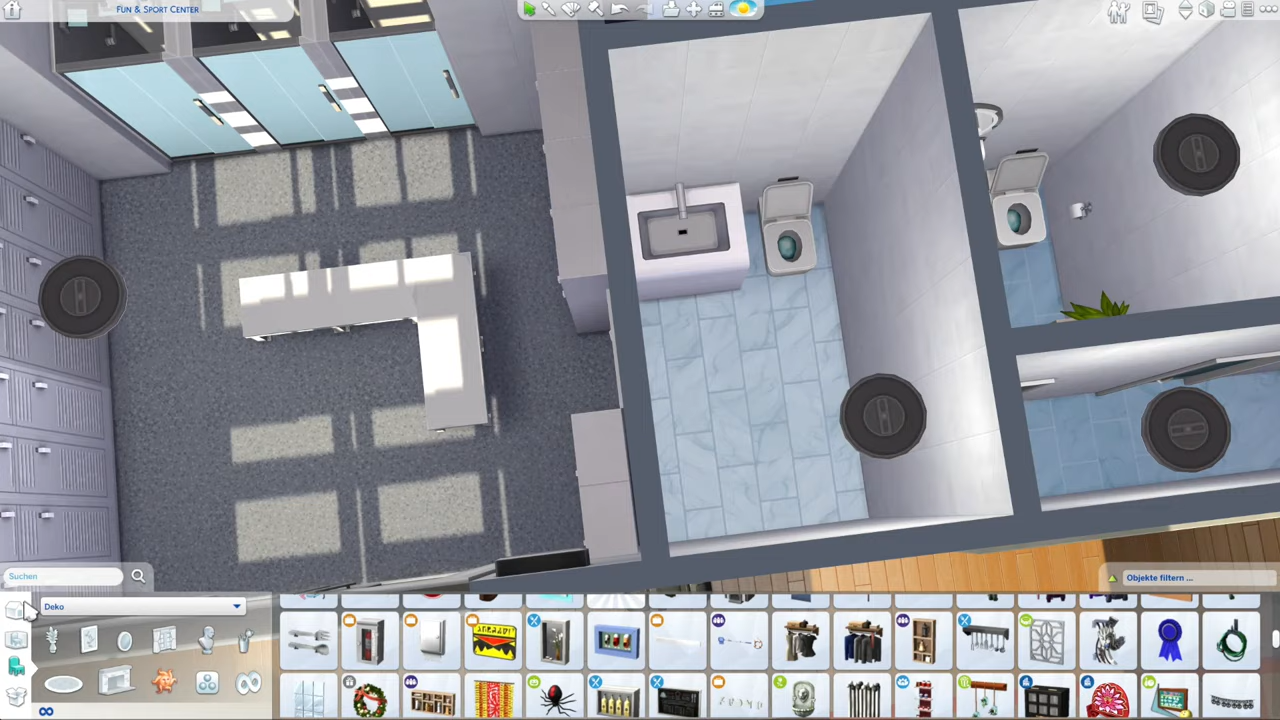 FUN & SPORT CENTER
Suchen
Objekte filtern ...
Deko